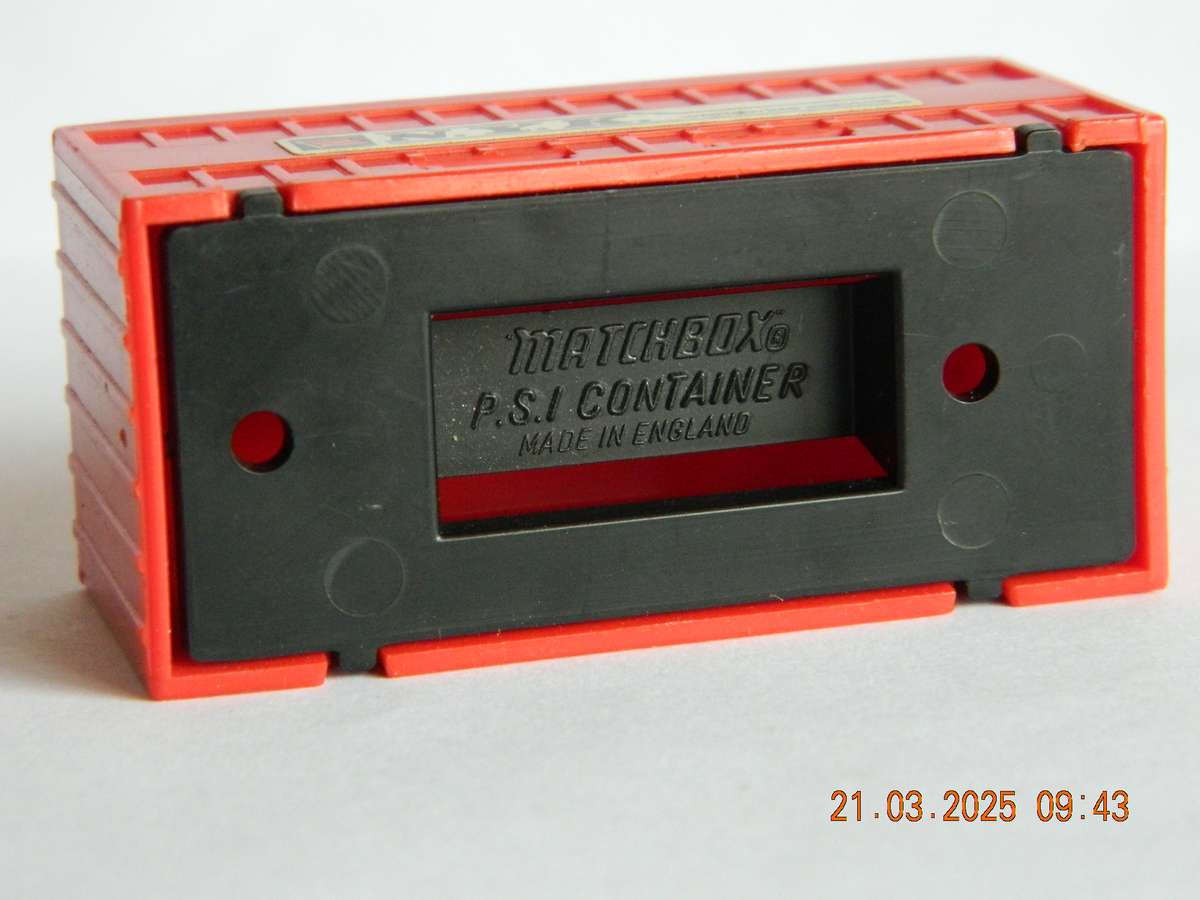 "MATCHBOX"®
P.S.I CONTAINER
MADE IN ENGLAND
21.03.2025 09:43